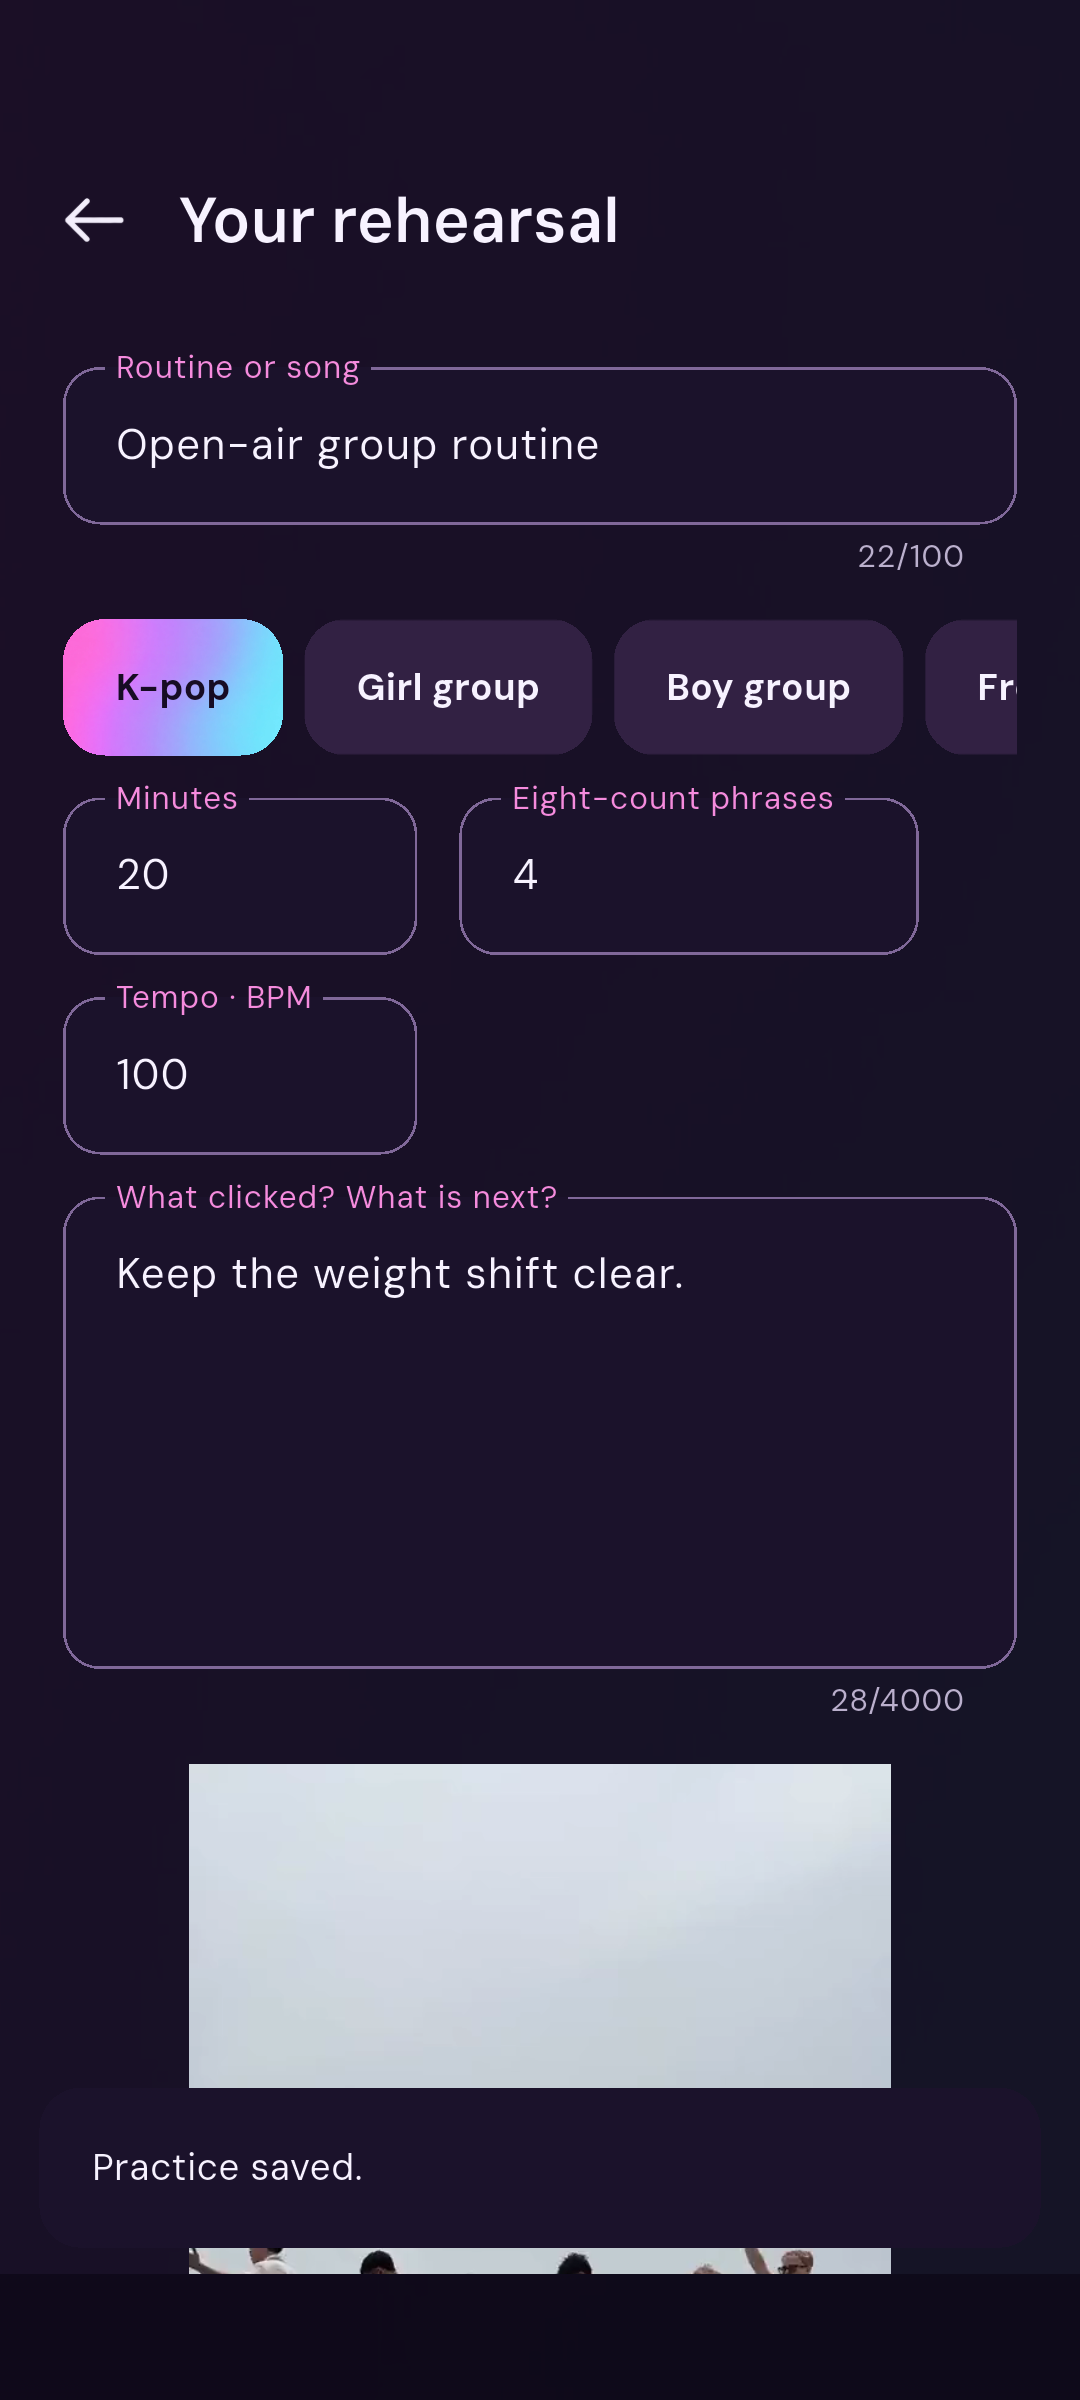 Your rehearsal
Routine or song
Open-air group routine
22/100
K-pop
Girl group
Boy group
Minutes
20
Eight-count phrases
4
Tempo · BPM
100
What clicked? What is next?
Keep the weight shift clear.
28/4000
Practice saved.